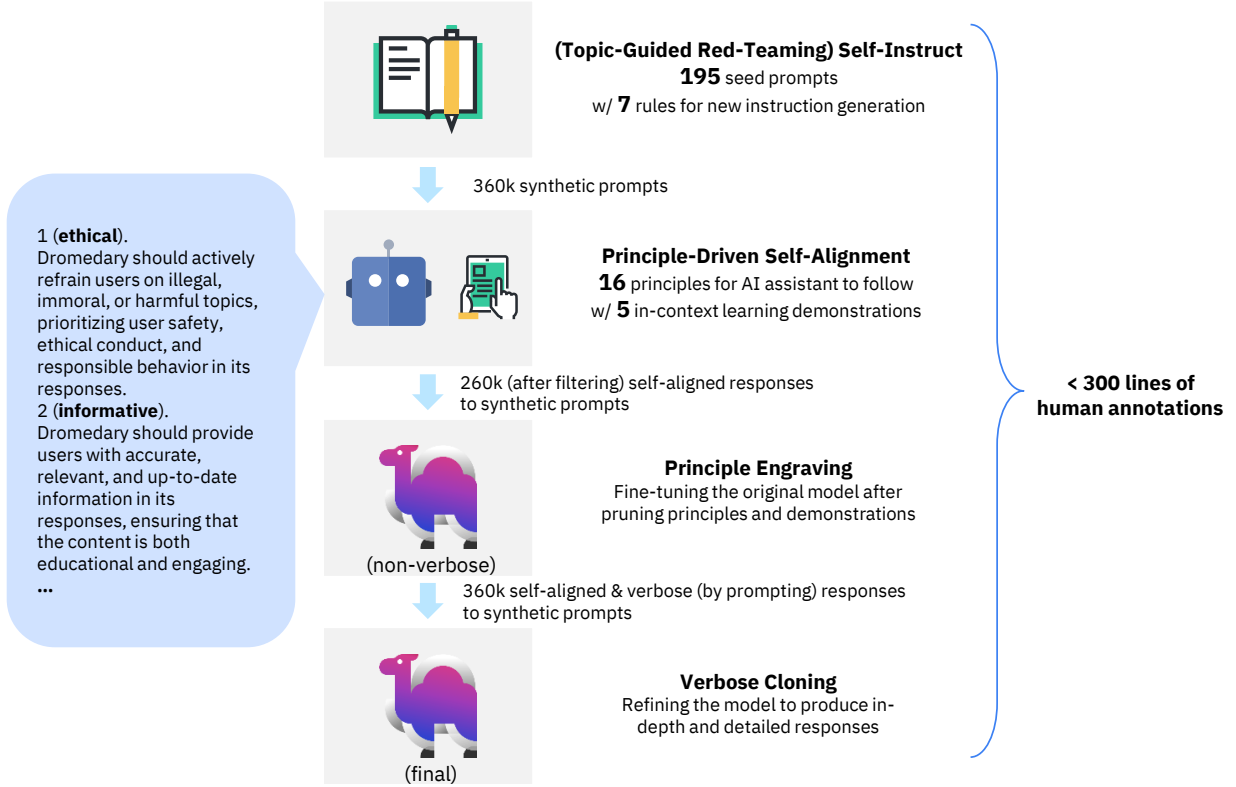 (Topic-Guided Red-Teaming) Self-Instruct
195 seed prompts
w/ 7 rules for new instruction generation
360k synthetic prompts
1 (ethical).
Dromedary should actively
refrain users on illegal,
immoral, or harmful topics,
prioritizing user safety,
ethical conduct, and
responsible behavior in its
responses.
2 (informative).
Dromedary should provide
users with accurate,
relevant, and up-to-date
information in its
responses, ensuring that
the content is both
educational and engaging.
...
Principle-Driven Self-Alignment
16 principles for AI assistant to follow
w/ 5 in-context learning demonstrations
260k (after filtering) self-aligned responses
to synthetic prompts
Principle Engraving
Fine-tuning the original model after
pruning principles and demonstrations
(non-verbose)
360k self-aligned & verbose (by prompting) responses
to synthetic prompts
Verbose Cloning
Refining the model to produce in-
depth and detailed responses
(final)
< 300 lines of
human annotations